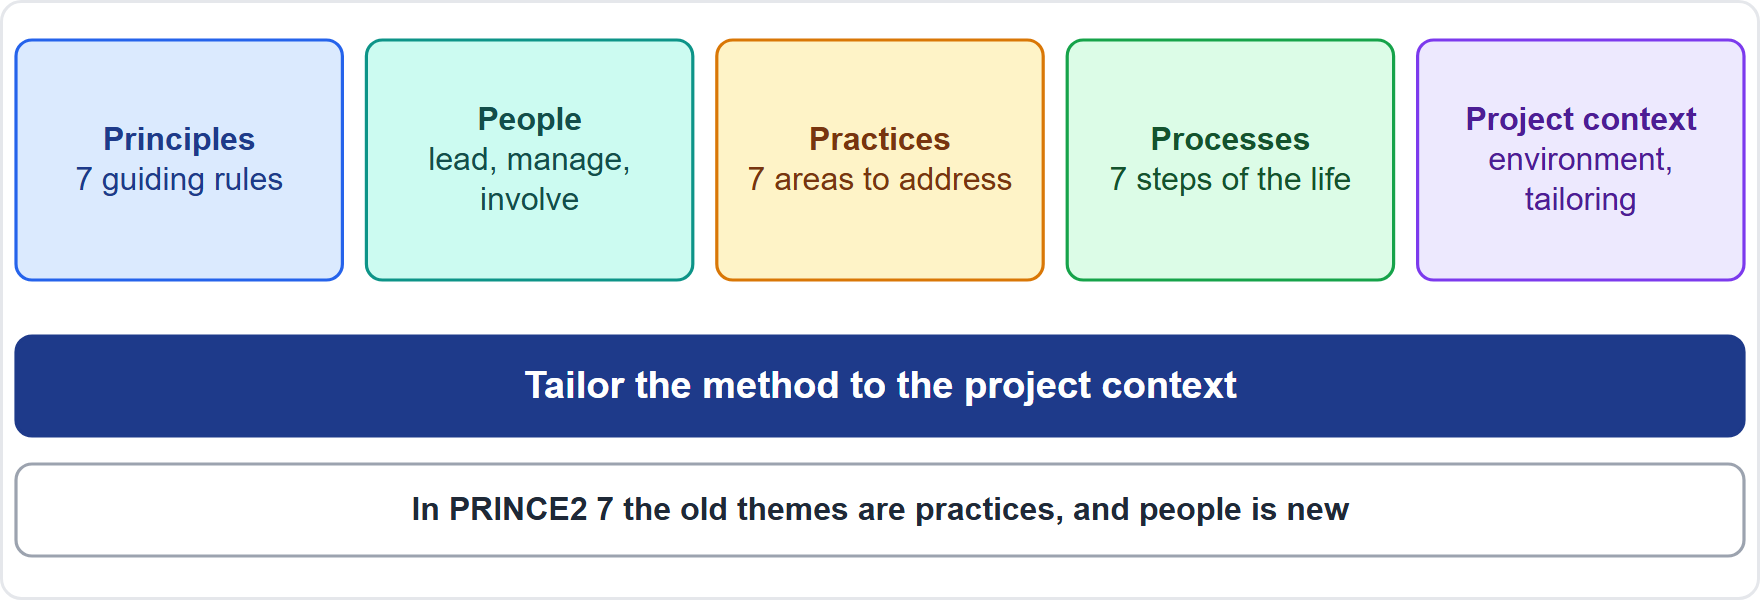 Principles
7 guiding rules
People
lead, manage,
involve
Practices
7 areas to address
Processes
7 steps of the life
Project context
environment,
tailoring
Tailor the method to the project context
In PRINCE2 7 the old themes are practices, and people is new